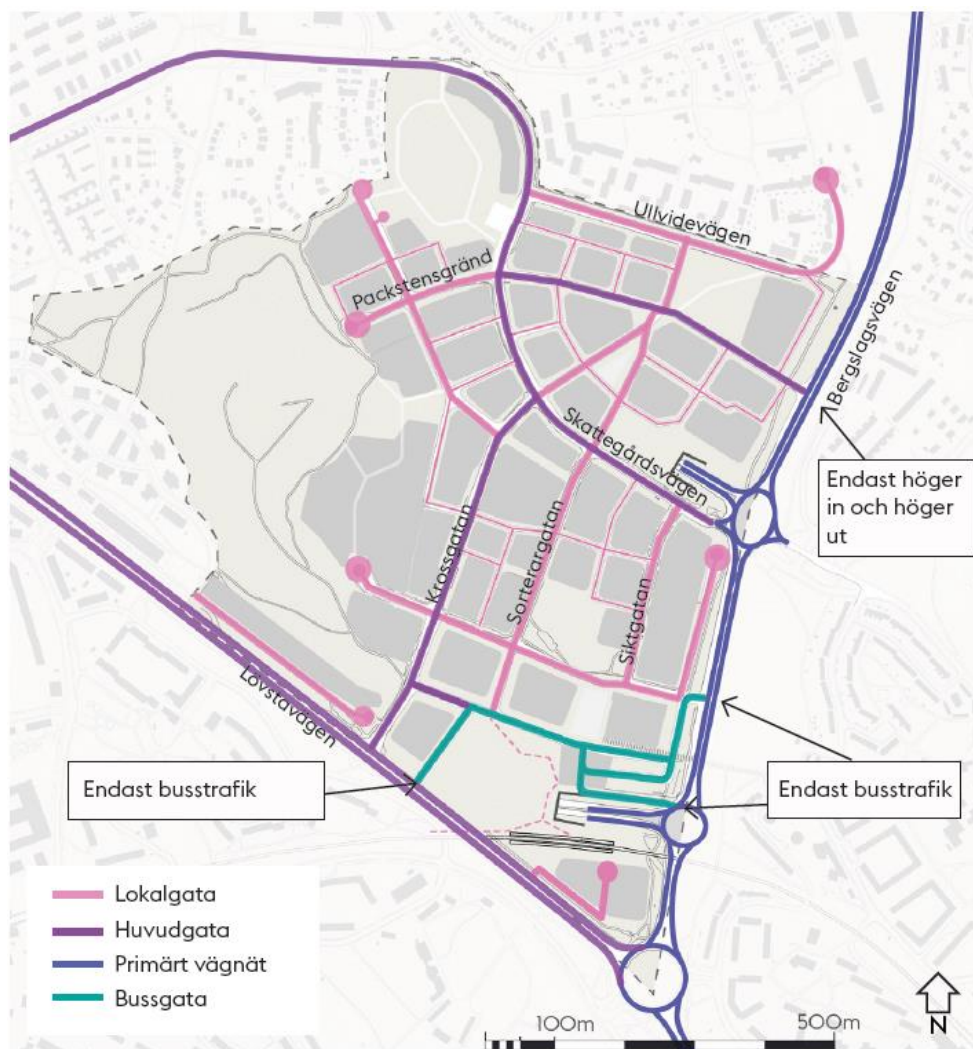 Ullvidevägen
Packstensgränd
Bergslagsvägen
Skattegårdsvägen
Endast höger
in och höger
ut
Krossgatan
Sorterargatan
Siktgatan
Lövstavägen
Endast busstrafik
Endast busstrafik
Lokalgata
Huvudgata
Primärt vägnät
Bussgata
N
100m
500m